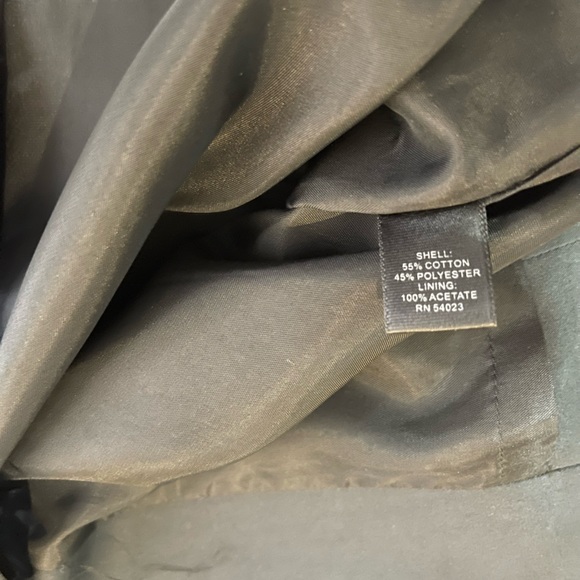 SHELL:
55% COTTON
45% POLYESTER
LINING:
100% ACETATE
RN 54023